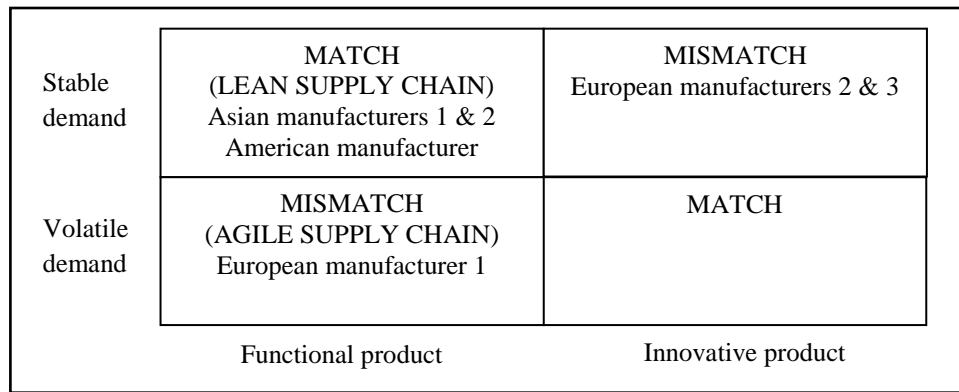 Stable
demand
MATCH
(LEAN SUPPLY CHAIN)
Asian manufacturers 1 & 2
American manufacturer
MISMATCH
European manufacturers 2 & 3
Volatile
demand
MISMATCH
(AGILE SUPPLY CHAIN)
European manufacturer 1
MATCH
Functional product
Innovative product